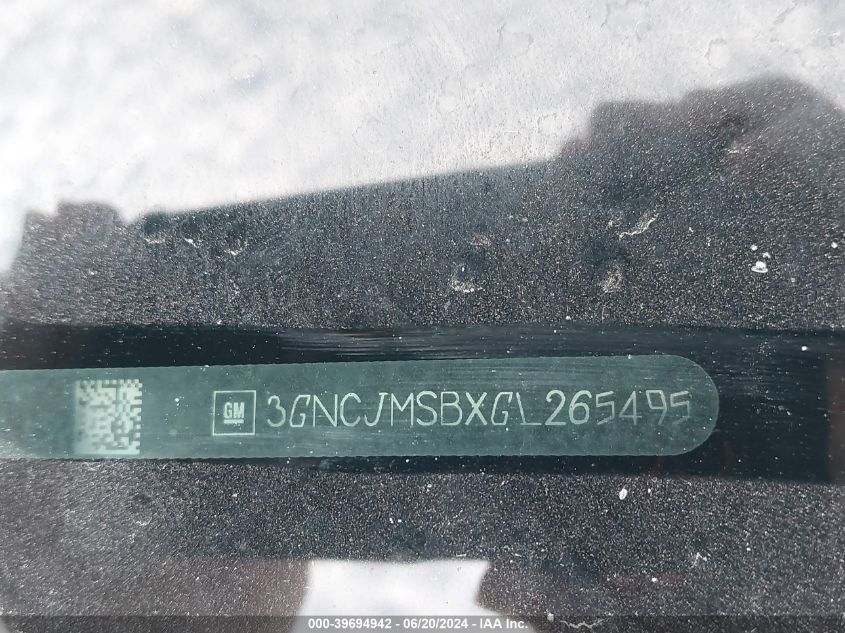 GM 3GNCJMSBXGL265495
000-39694942 - 06/20/2024 - IAA Inc.